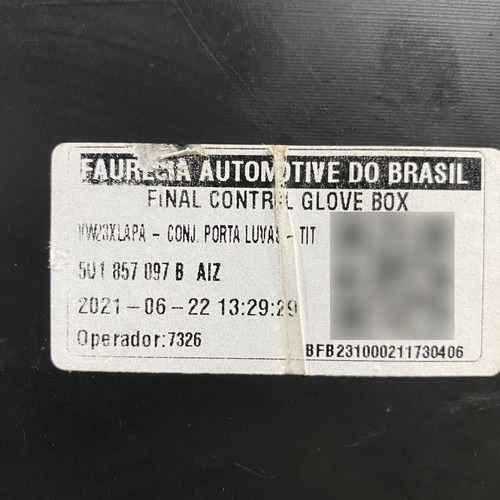 FAURECIA AUTOMOTIVE DO BRASIL
FINAL CONTROL GLOVE BOX
VW23XLAPA - CONJ. PORTA LUVAS - TIT
5U1 857 097 B AIZ
2021-06-22 13:29:29
Operador:7326
BFB231000211730406